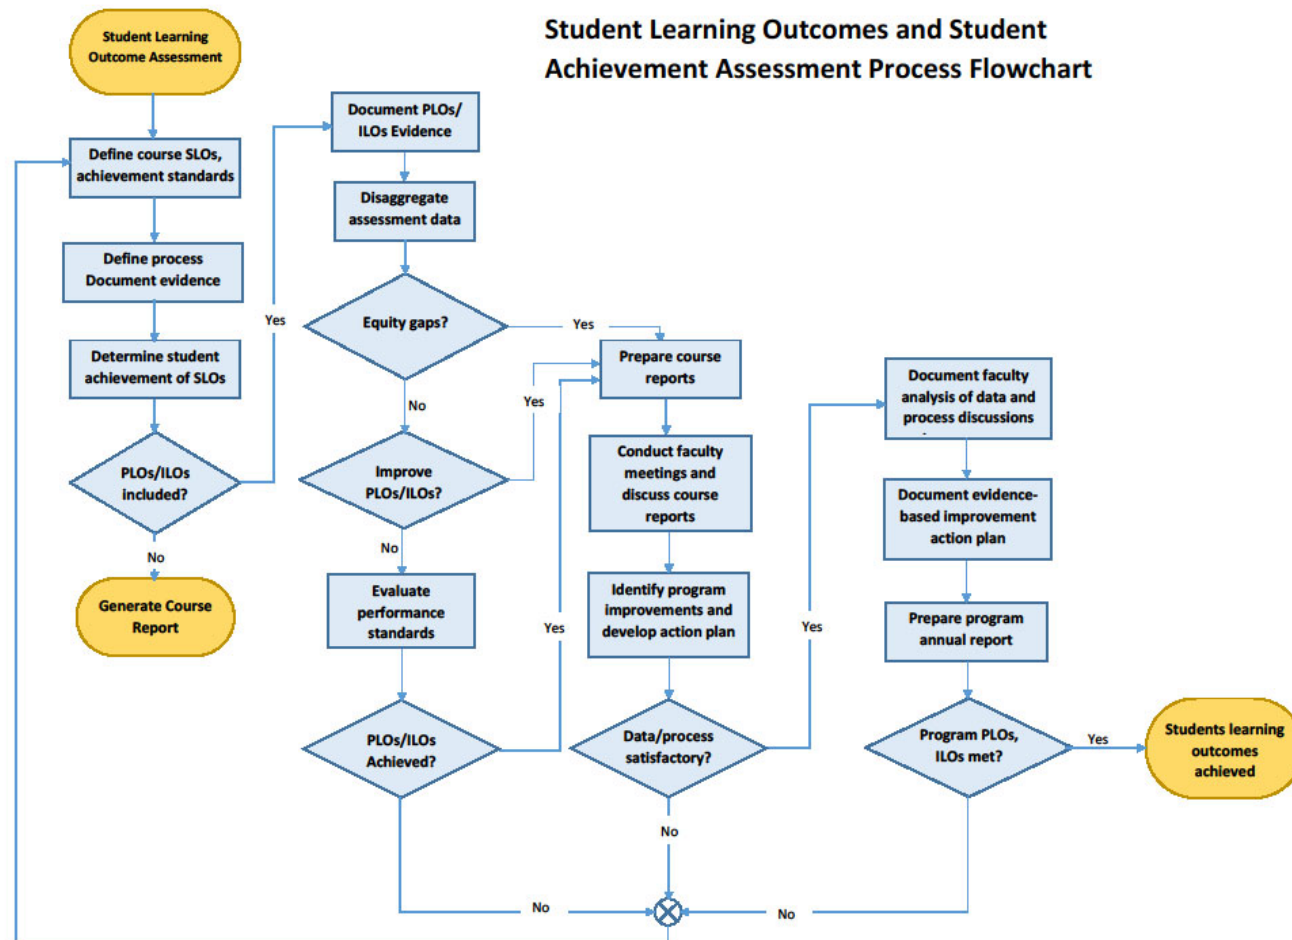 Student Learning Outcomes and Student
Achievement Assessment Process Flowchart
Student Learning
Outcome Assessment
Define course SLOs,
achievement standards
Define process
Document evidence
Determine student
achievement of SLOs
PLOs/ILOs
included?
No
Generate Course
Report
Yes
Document PLOs/
ILOs Evidence
Disaggregate
assessment data
Equity gaps?
Yes
No
Improve
PLOs/ILOs?
Yes
No
Evaluate
performance
standards
PLOs/ILOs
Achieved?
Yes
No
Prepare course
reports
Conduct faculty
meetings and
discuss course
reports
Identify program
improvements and
develop action plan
Data/process
satisfactory?
Yes
No
Document faculty
analysis of data and
process discussions
Document evidence-
based improvement
action plan
Prepare program
annual report
Program PLOs,
ILOs met?
Yes
No
Students learning
outcomes
achieved